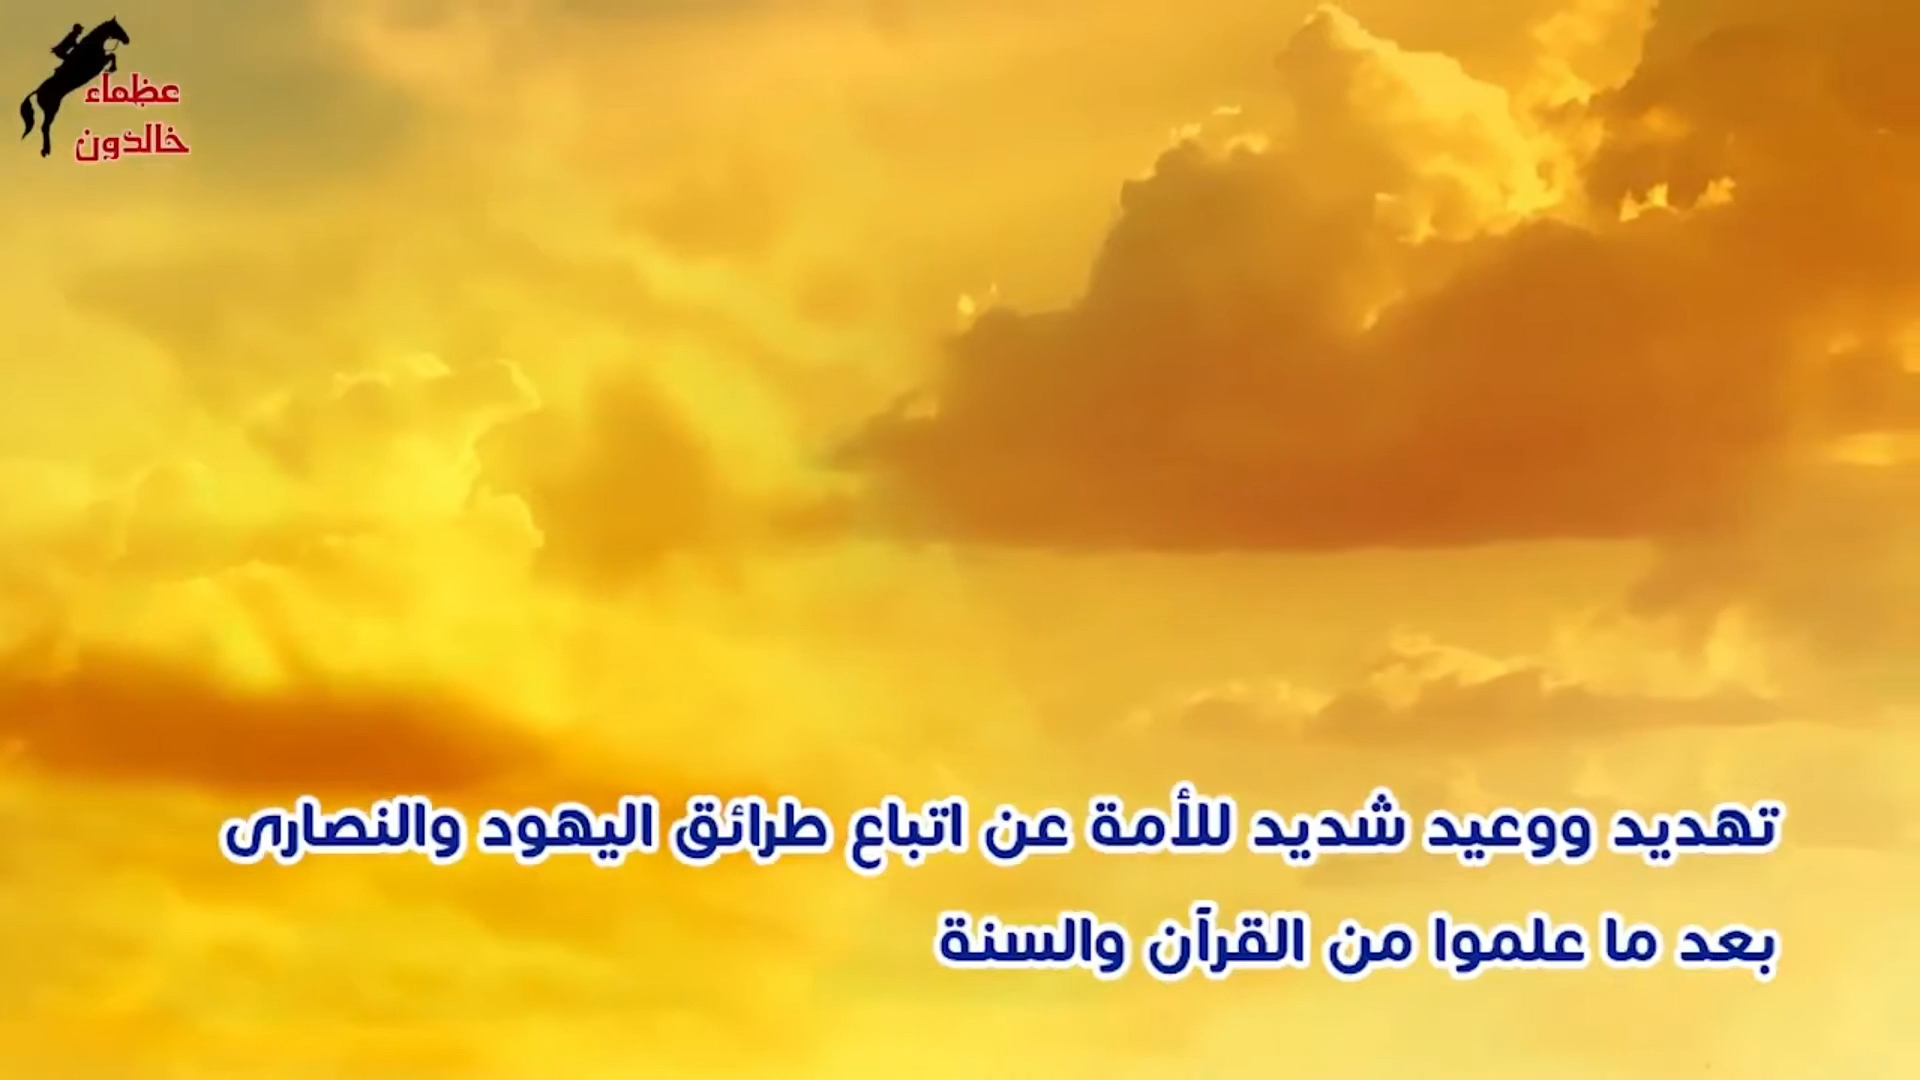 عظماء
خالدون
تهديد ووعيد شديد للأمة عن اتباع طرائق اليهود والنصارى
بعد ما علموا من القرآن والسنة